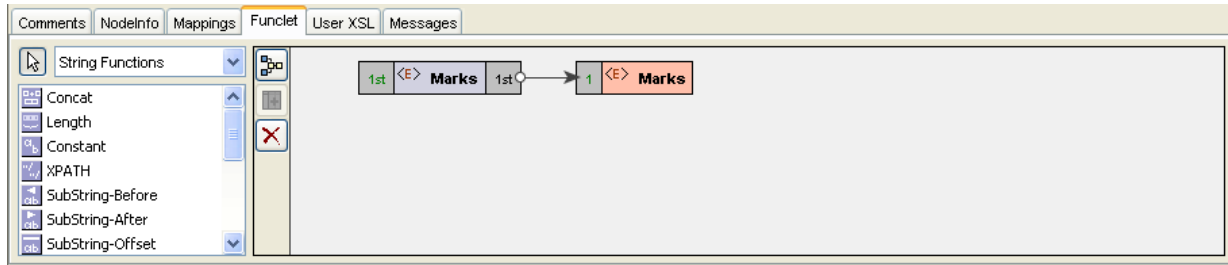 Comments NodeInfo Mappings Funclet User XSL Messages
String Functions
1st <E> Marks 1st 1 <E> Marks
Concat
Length
Constant
XPATH
SubString-Before
SubString-After
SubString-Offset